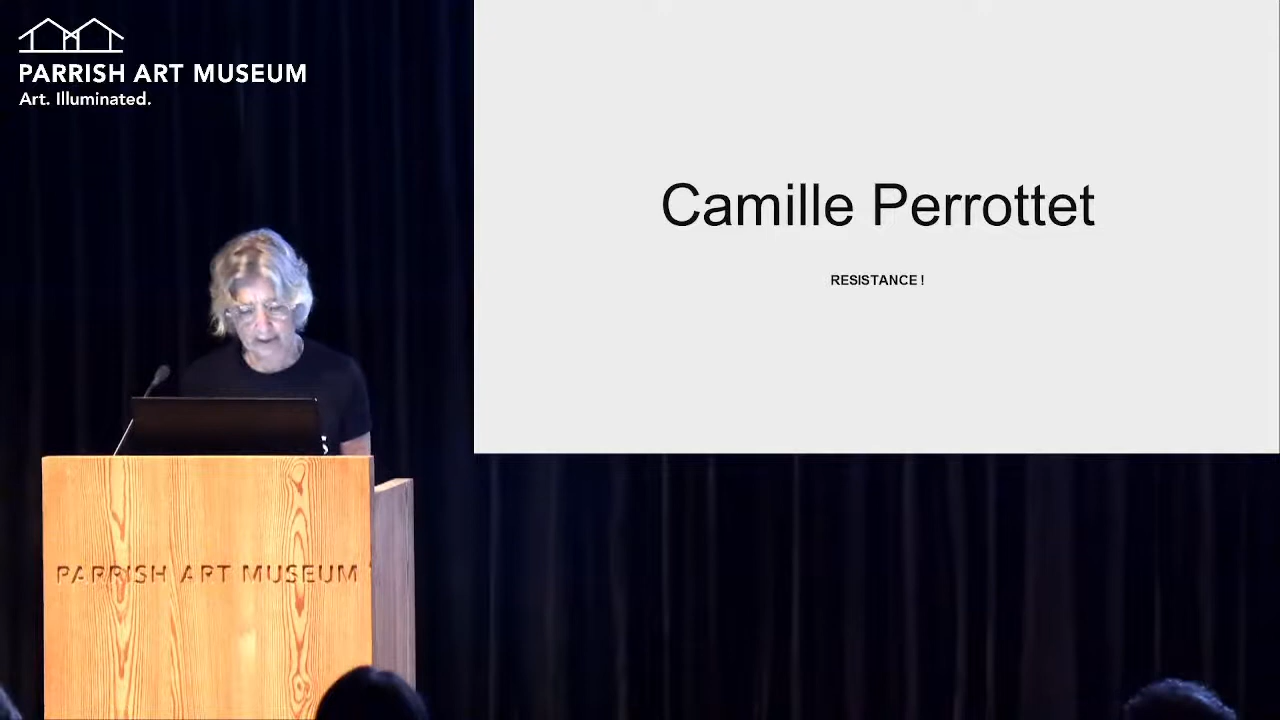 PARRISH ART MUSEUM
Art. Illuminated.
Camille Perrottet
RESISTANCE !
PARRISH ART MUSEUM